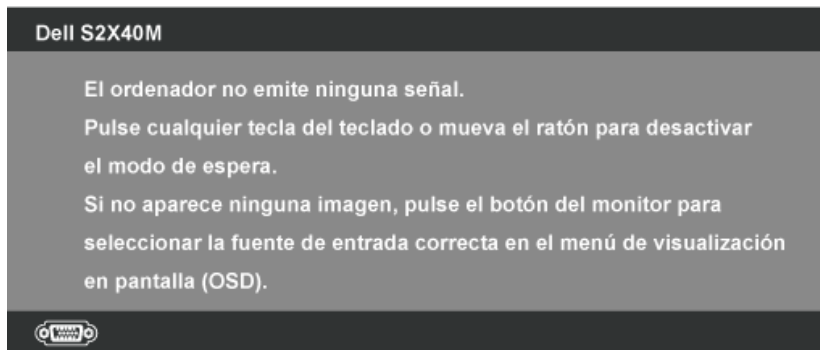 Dell S2X40M
El ordenador no emite ninguna señal.
Pulse cualquier tecla del teclado o mueva el ratón para desactivar
el modo de espera.
Si no aparece ninguna imagen, pulse el botón del monitor para
seleccionar la fuente de entrada correcta en el menú de visualización
en pantalla (OSD).